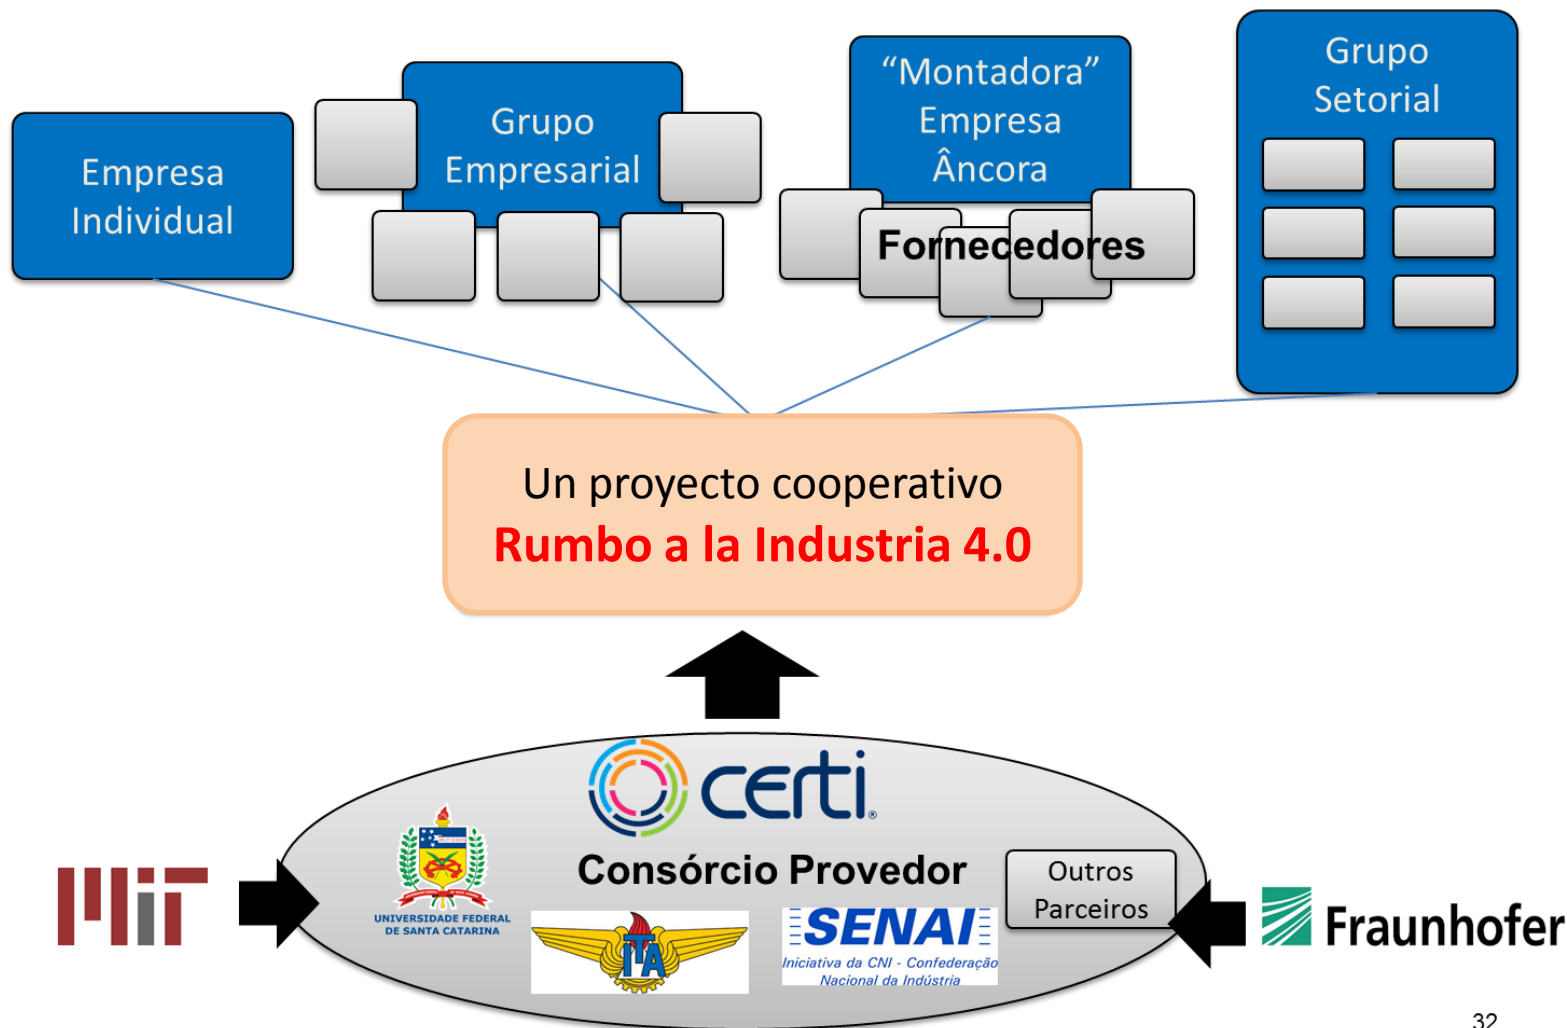 Empresa
Individual
Grupo
Empresarial
“Montadora”
Empresa
Âncora
Fornecedores
Grupo
Setorial
Un proyecto cooperativo
Rumbo a la Industria 4.0
certi®
Consórcio Provedor
UNIVERSIDADE FEDERAL
DE SANTA CATARINA
ITA
SENAI
Iniciativa da CNI - Confederação
Nacional da Indústria
Outros
Parceiros
MIT
Fraunhofer
32